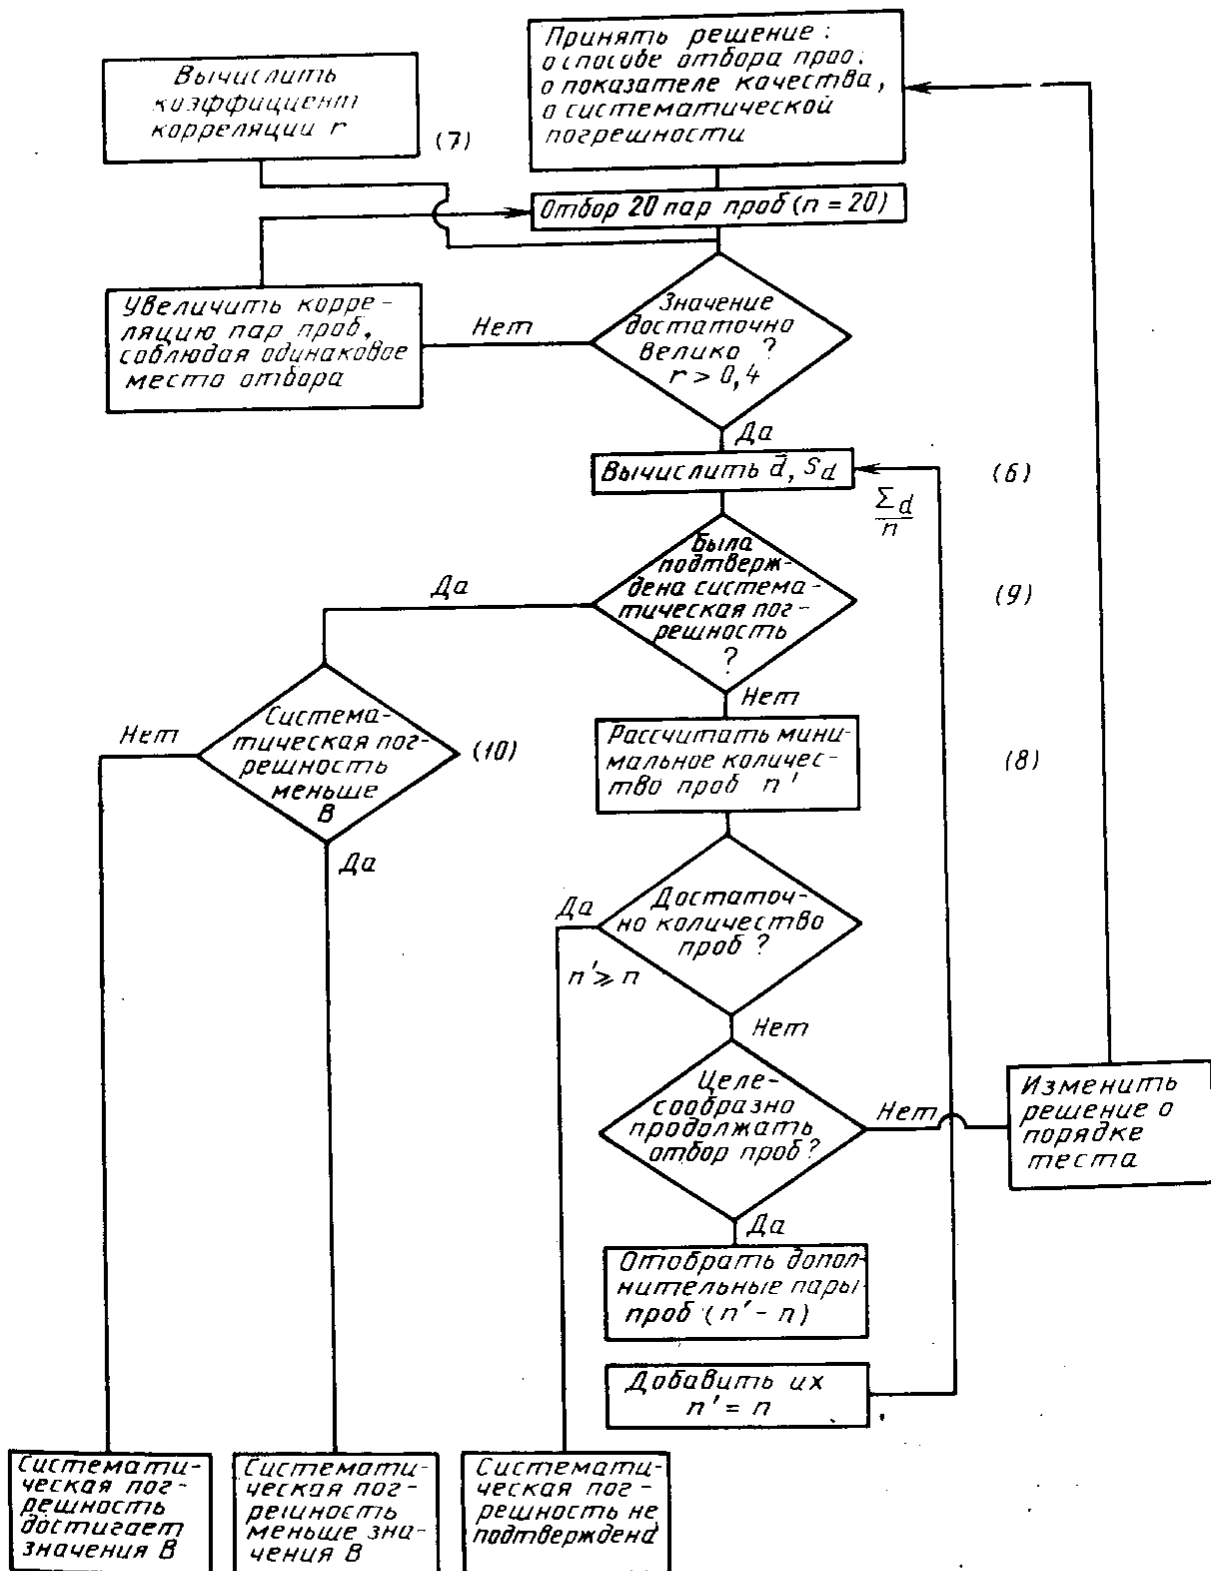 Принять решение:
о способе отбора проб,
о показателе качества,
о систематической
погрешности
Вычислить
коэффициент
корреляции r
(7)
Отбор 20 пар проб (n = 20)
Увеличить корре-
ляцию пар проб,
соблюдая одинаковое
место отбора
Нет
Значение
достаточно
велико ?
r > 0,4
Да
Вычислить d̄, S_d
(6)
Σd
n
Была
подтверж-
дена система-
тическая пог-
решность
?
(9)
Да
Нет
Система-
тическая пог-
решность
меньше
В
(10)
Нет
Да
Рассчитать мини-
мальное количес-
тво проб n'
(8)
Достаточ-
но количество
проб ?
Да
n' ⩾ n
Нет
Целе-
сообразно
продолжать
отбор проб?
Нет
Изменить
решение о
порядке
теста
Да
Отобрать допол-
нительные пары
проб (n' - n)
Добавить их
n' = n
Системати-
ческая пог-
решность
достигает
значения В
Системати-
ческая пог-
решность
меньше зна-
чения В
Системати-
ческая пог-
решность не
подтверждена